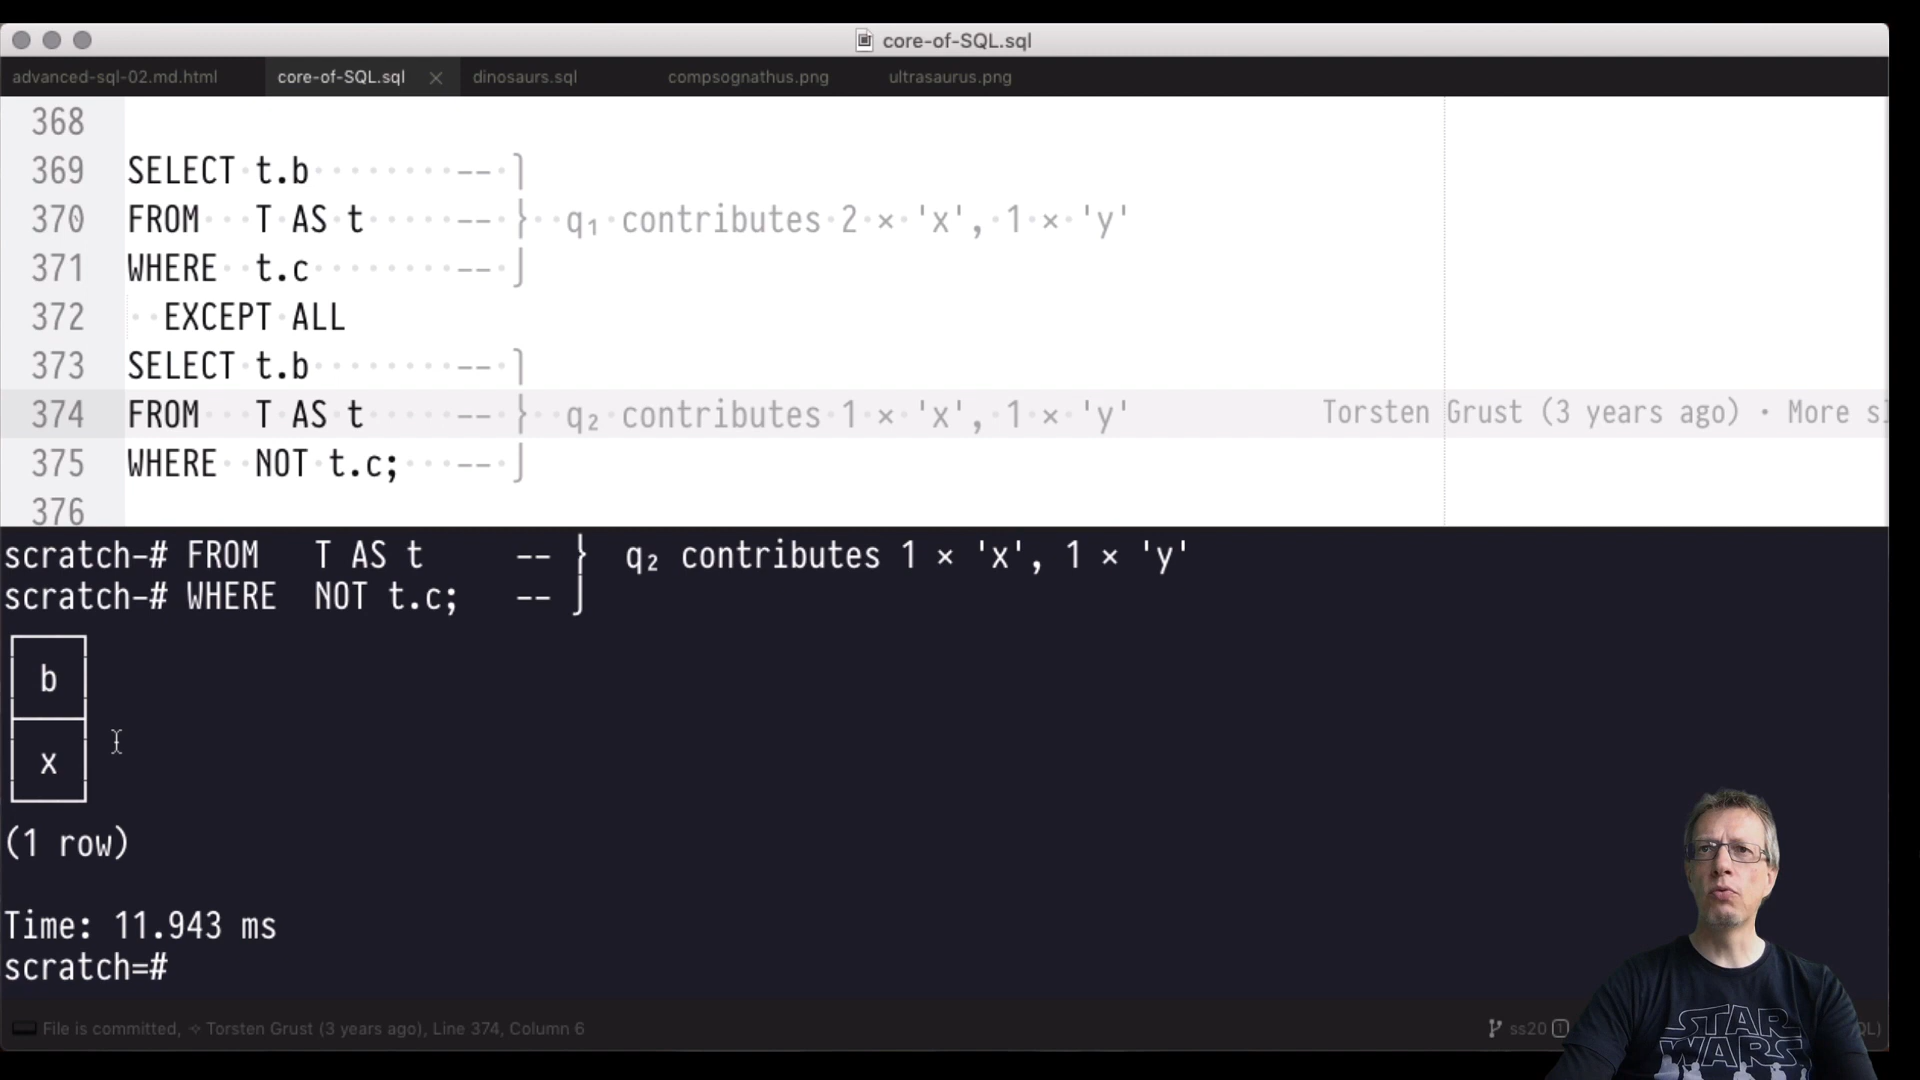 core-of-SQL.sql
advanced-sql-02.md.html core-of-SQL.sql × dinosaurs.sql compsognathus.png ultrasaurus.png
368
369 SELECT t.b -- ⎫
370 FROM T AS t -- ⎬ q₁ contributes 2 × 'x', 1 × 'y'
371 WHERE t.c -- ⎭
372 EXCEPT ALL
373 SELECT t.b -- ⎫
374 FROM T AS t -- ⎬ q₂ contributes 1 × 'x', 1 × 'y' Torsten Grust (3 years ago) • More
375 WHERE NOT t.c; -- ⎭
376
scratch-# FROM T AS t -- ⎬ q₂ contributes 1 × 'x', 1 × 'y'
scratch-# WHERE NOT t.c; -- ⎭
b
x
(1 row)
Time: 11.943 ms
scratch=#
File is committed, Torsten Grust (3 years ago), Line 374, Column 6 ss20 1
STAR
WARS